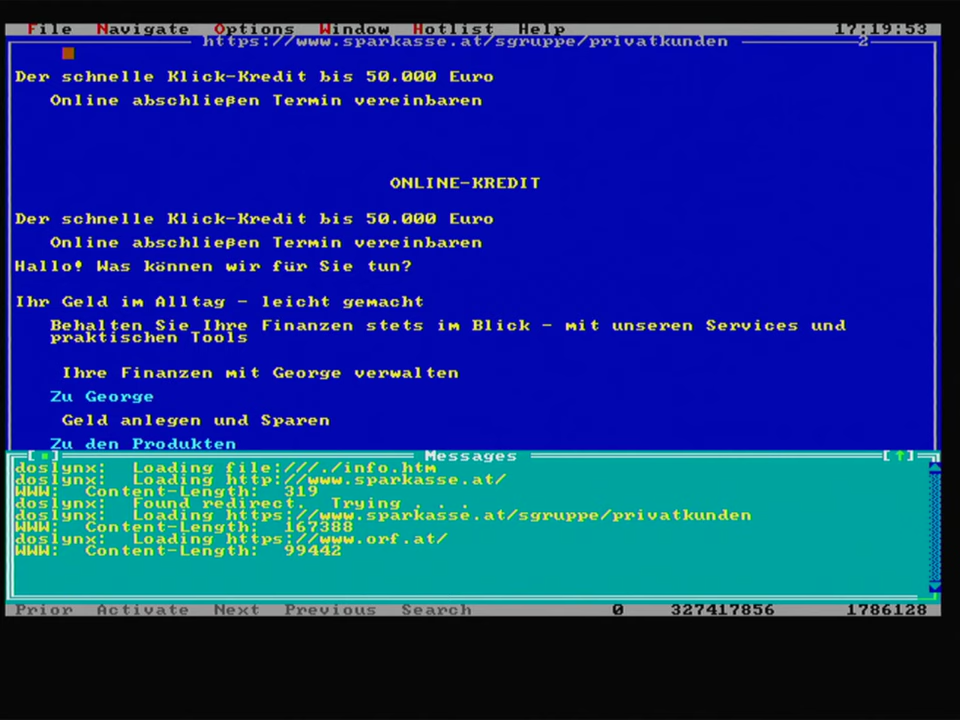 File Navigate Options Window Hotlist Help 17:19:53
https://www.sparkasse.at/sgruppe/privatkunden 2
Der schnelle Klick-Kredit bis 50.000 Euro
Online abschließen Termin vereinbaren
ONLINE-KREDIT
Der schnelle Klick-Kredit bis 50.000 Euro
Online abschließen Termin vereinbaren
Hallo! Was können wir für Sie tun?
Ihr Geld im Alltag - leicht gemacht
Behalten Sie Ihre Finanzen stets im Blick - mit unseren Services und
praktischen Tools
Ihre Finanzen mit George verwalten
Zu George
Geld anlegen und Sparen
Zu den Produkten
[▪] Messages [↑]
doslynx: Loading file:///./info.htm
doslynx: Loading http://www.sparkasse.at/
WWW: Content-Length: 319
doslynx: Found redirect. Trying . . .
doslynx: Loading https://www.sparkasse.at/sgruppe/privatkunden
WWW: Content-Length: 167388
doslynx: Loading https://www.orf.at/
WWW: Content-Length: 99442
Prior Activate Next Previous Search 0 327417856 1786128